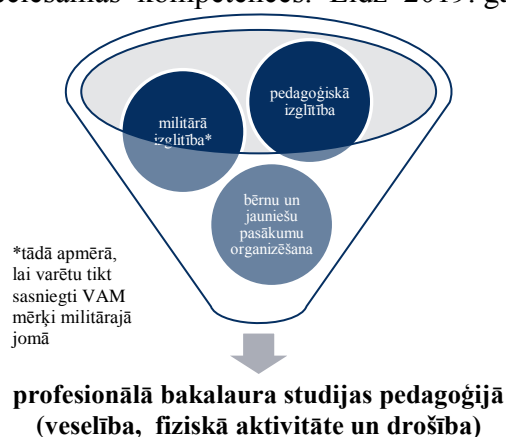 kompetences. Līdz 2019.
pedagoģiskā
izglītība
militārā
izglītība*
bērnu un
jauniešu
pasākumu
organizēšana
*tādā apmērā,
lai varētu tikt
sasniegti VAM
mērķi militārajā
jomā
profesionālā bakalaura studijas pedagoģijā
(veselība, fiziskā aktivitāte un drošība)